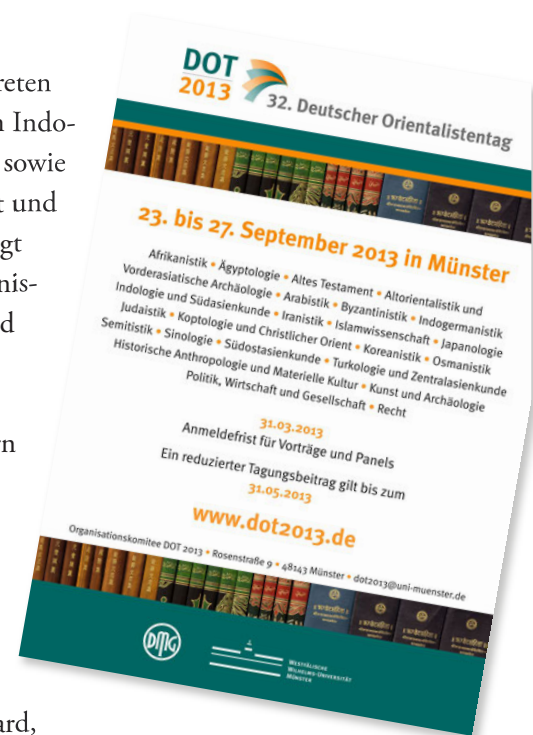 reten
n Indo-
sowie
t und
gt
nis-
d
rn
ard,
DOT
2013
32. Deutscher Orientalistentag
23. bis 27. September 2013 in Münster
Afrikanistik • Ägyptologie • Altes Testament • Altorientalistik und
Vorderasiatische Archäologie • Arabistik • Byzantinistik • Indogermanistik
Indologie und Südasienkunde • Iranistik • Islamwissenschaft • Japanologie
Judaistik • Koptologie und Christlicher Orient • Koreanistik • Osmanistik
Semitistik • Sinologie • Südostasienkunde • Turkologie und Zentralasienkunde
Historische Anthropologie und Materielle Kultur • Kunst und Archäologie
Politik, Wirtschaft und Gesellschaft • Recht
31.03.2013
Anmeldefrist für Vorträge und Panels
Ein reduzierter Tagungsbeitrag gilt bis zum
31.05.2013
www.dot2013.de
Organisationskomitee DOT 2013 • Rosenstraße 9 • 48143 Münster • dot2013@uni-muenster.de
DMG
WESTFÄLISCHE
WILHELMS-UNIVERSITÄT
MÜNSTER